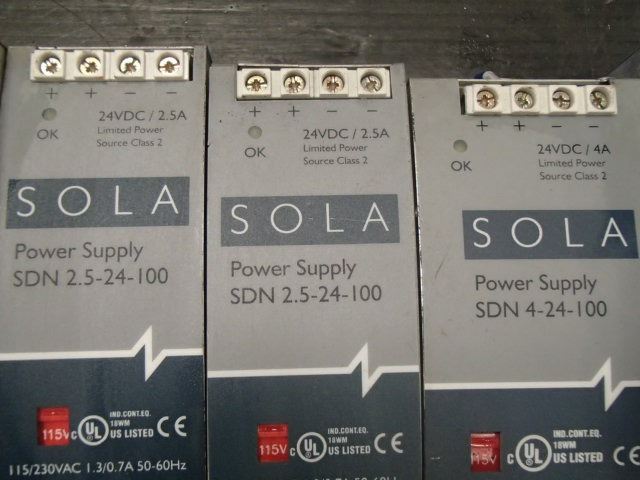 + + − −
24VDC / 2.5A
OK
Limited Power
Source Class 2
SOLA
Power Supply
SDN 2.5-24-100
115V
c UL US LISTED CE
IND.CONT.EQ.
18WM
115/230VAC 1.3/0.7A 50-60Hz
+ + − −
24VDC / 2.5A
OK
Limited Power
Source Class 2
SOLA
Power Supply
SDN 2.5-24-100
115V
c UL US LISTED CE
IND.CONT.EQ.
18WM
+ + − −
24VDC / 4A
OK
Limited Power
Source Class 2
SOLA
Power Supply
SDN 4-24-100
115V
c UL US LISTED CE
IND.CONT.EQ.
18WM